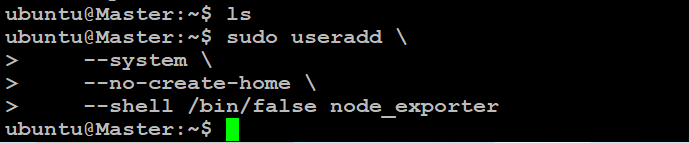 ubuntu@Master:~$ ls
ubuntu@Master:~$ sudo useradd \
>     --system \
>     --no-create-home \
>     --shell /bin/false node_exporter
ubuntu@Master:~$